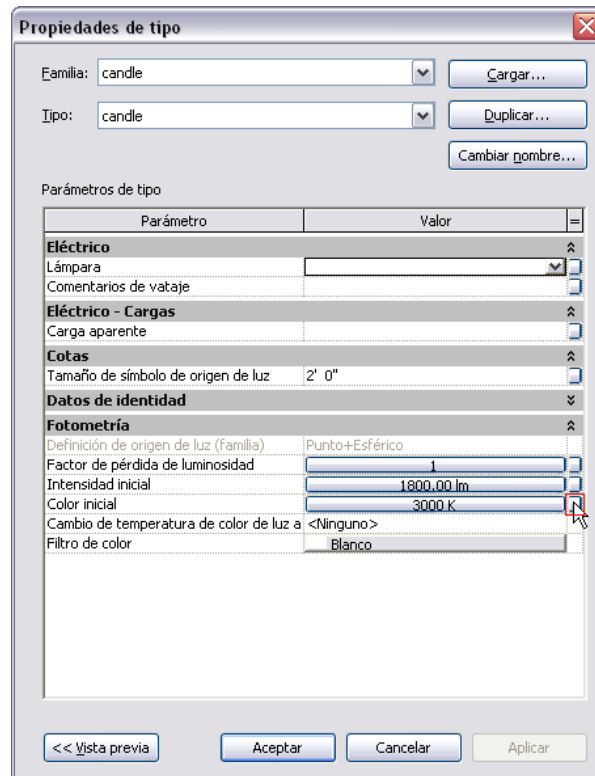 Propiedades de tipo
Familia: candle Cargar...
Tipo: candle Duplicar...
Cambiar nombre...
Parámetros de tipo
Parámetro Valor =
Eléctrico
Lámpara
Comentarios de vataje
Eléctrico - Cargas
Carga aparente
Cotas
Tamaño de símbolo de origen de luz 2' 0"
Datos de identidad
Fotometría
Definición de origen de luz (familia) Punto+Esférico
Factor de pérdida de luminosidad 1
Intensidad inicial 1800,00 lm
Color inicial 3000 K
Cambio de temperatura de color de luz a <Ninguno>
Filtro de color Blanco
<< Vista previa Aceptar Cancelar Aplicar